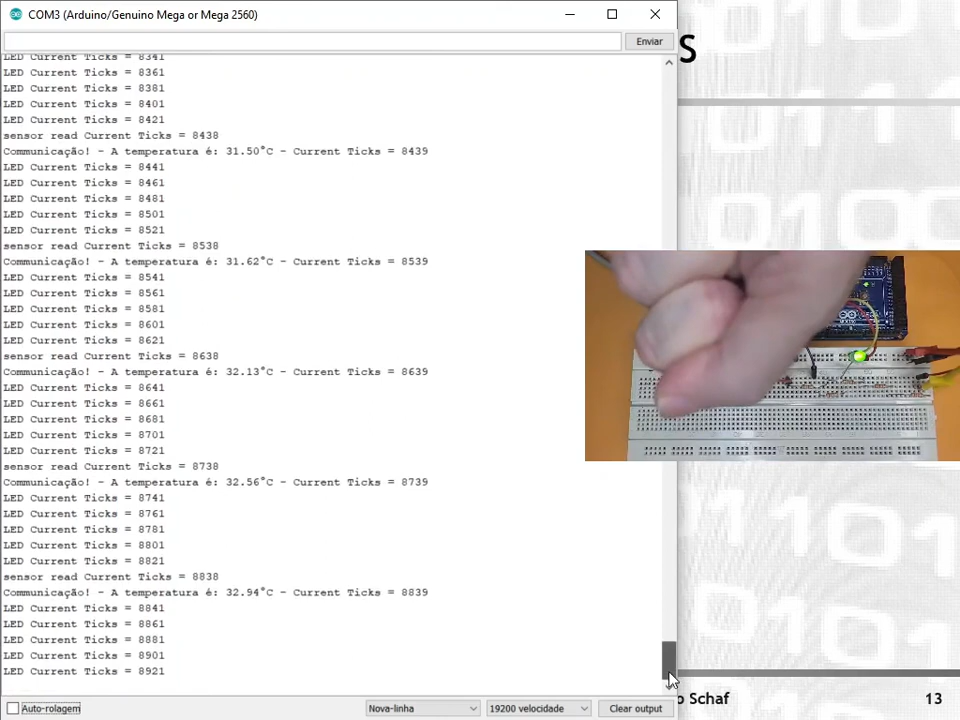 COM3 (Arduino/Genuino Mega or Mega 2560)
Enviar
S
LED Current Ticks = 8341
LED Current Ticks = 8361
LED Current Ticks = 8381
LED Current Ticks = 8401
LED Current Ticks = 8421
sensor read Current Ticks = 8438
Communicação! - A temperatura é: 31.50°C - Current Ticks = 8439
LED Current Ticks = 8441
LED Current Ticks = 8461
LED Current Ticks = 8481
LED Current Ticks = 8501
LED Current Ticks = 8521
sensor read Current Ticks = 8538
Communicação! - A temperatura é: 31.62°C - Current Ticks = 8539
LED Current Ticks = 8541
LED Current Ticks = 8561
LED Current Ticks = 8581
LED Current Ticks = 8601
LED Current Ticks = 8621
sensor read Current Ticks = 8638
Communicação! - A temperatura é: 32.13°C - Current Ticks = 8639
LED Current Ticks = 8641
LED Current Ticks = 8661
LED Current Ticks = 8681
LED Current Ticks = 8701
LED Current Ticks = 8721
sensor read Current Ticks = 8738
Communicação! - A temperatura é: 32.56°C - Current Ticks = 8739
LED Current Ticks = 8741
LED Current Ticks = 8761
LED Current Ticks = 8781
LED Current Ticks = 8801
LED Current Ticks = 8821
sensor read Current Ticks = 8838
Communicação! - A temperatura é: 32.94°C - Current Ticks = 8839
LED Current Ticks = 8841
LED Current Ticks = 8861
LED Current Ticks = 8881
LED Current Ticks = 8901
LED Current Ticks = 8921
o Schaf 13
Auto-rolagem Nova-linha 19200 velocidade Clear output